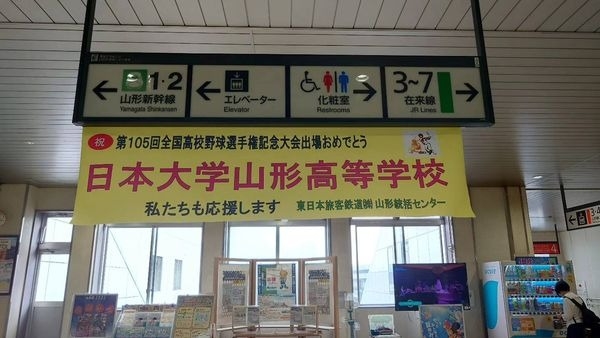 1・2
山形新幹線
Yamagata Shinkansen
エレベーター
Elevator
化粧室
Restrooms
3~7
在来線
JR Lines
祝 第105回全国高校野球選手権記念大会出場おめでとう
日本大学山形高等学校
私たちも応援します 東日本旅客鉄道㈱ 山形統括センター